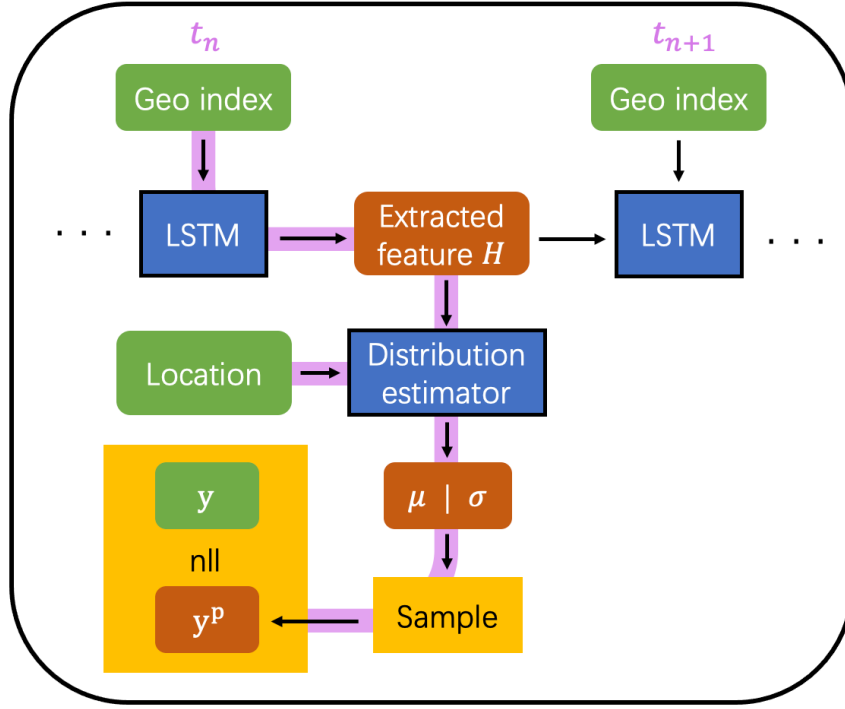 t_n
t_{n+1}
Geo index
Geo index
. . .
LSTM
Extracted
feature H
LSTM
. . .
Location
Distribution
estimator
y
μ | σ
nll
y^p
Sample